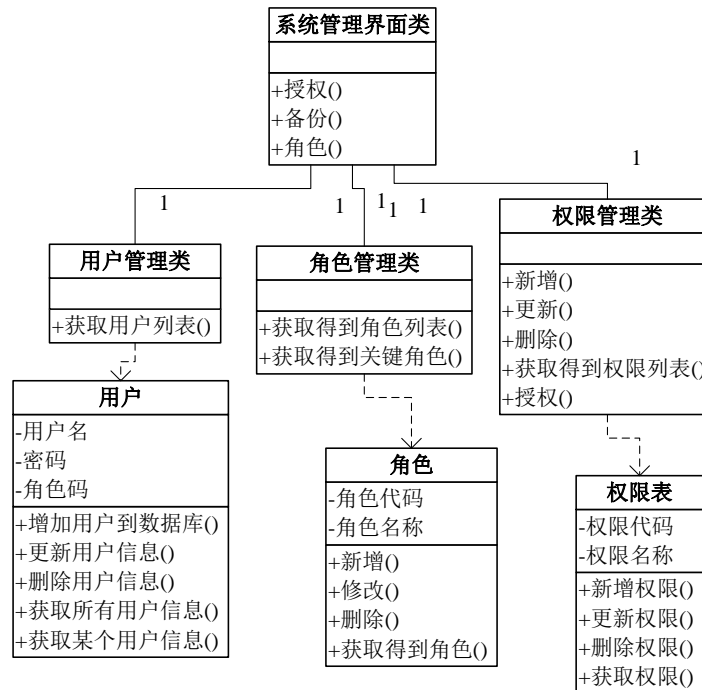 系统管理界面类
+授权()
+备份()
+角色()
1
1
1
1
1
1
用户管理类
+获取用户列表()
角色管理类
+获取得到角色列表()
+获取得到关键角色()
权限管理类
+新增()
+更新()
+删除()
+获取得到权限列表()
+授权()
用户
-用户名
-密码
-角色码
+增加用户到数据库()
+更新用户信息()
+删除用户信息()
+获取所有用户信息()
+获取某个用户信息()
角色
-角色代码
-角色名称
+新增()
+修改()
+删除()
+获取得到角色()
权限表
-权限代码
-权限名称
+新增权限()
+更新权限()
+删除权限()
+获取权限()